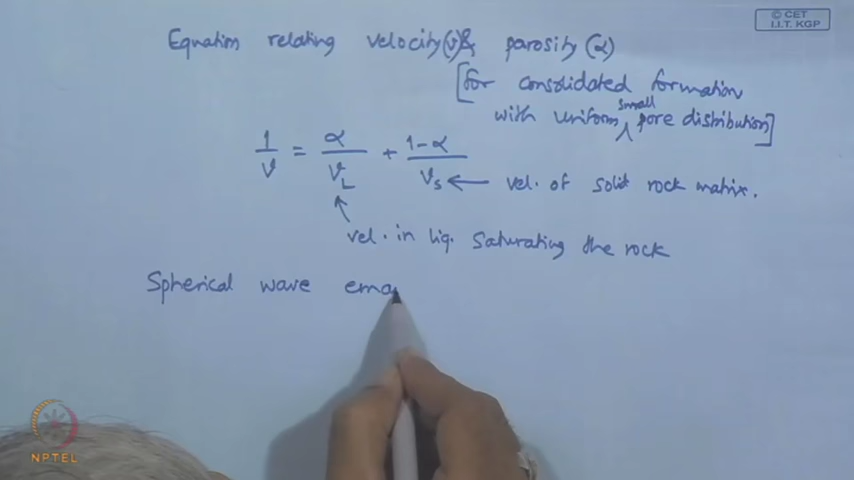 © CET
I.I.T. KGP
Equation relating velocity(v)& porosity (α)
[for consolidated formation
with uniform small pore distribution]
1/v = α/V_L + 1-α/V_s ← vel. of solid rock matrix.
vel. in liq. saturating the rock
Spherical wave ema
NPTEL